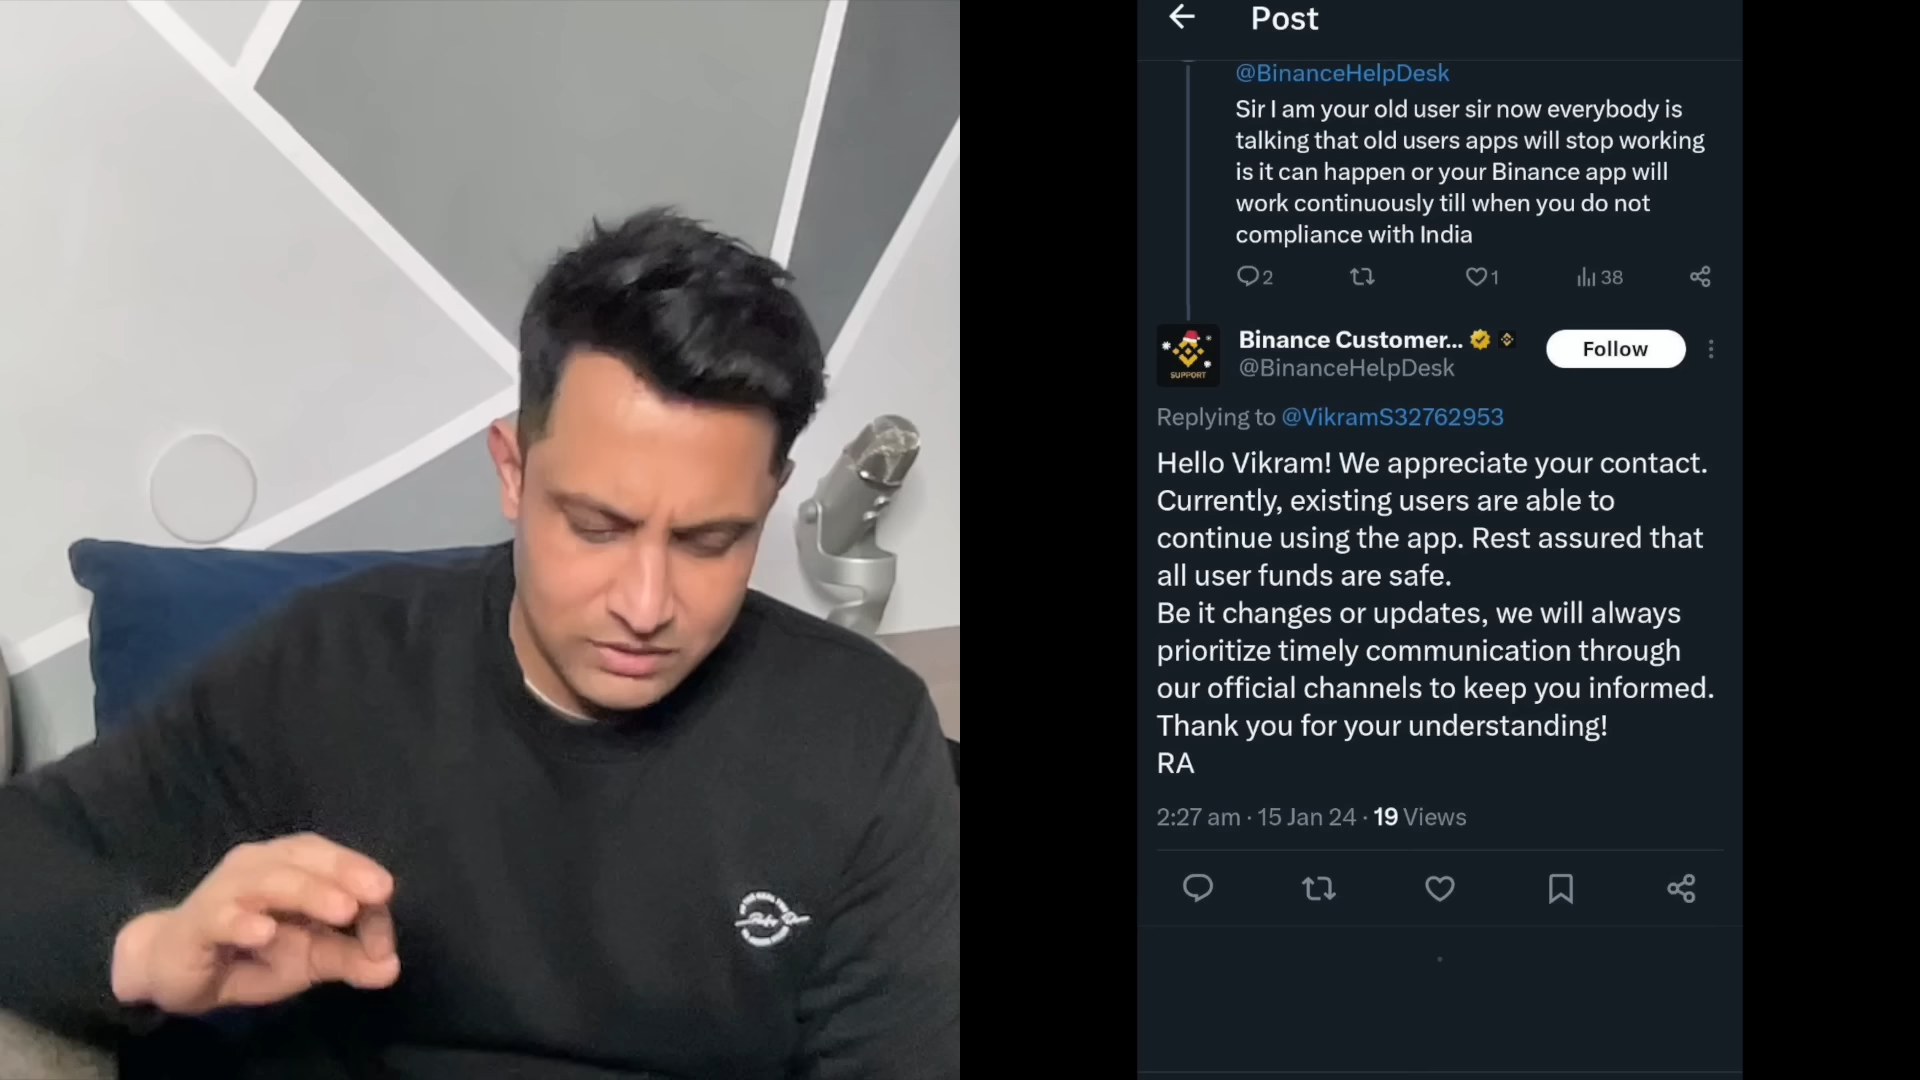 Post
@BinanceHelpDesk
Sir I am your old user sir now everybody is
talking that old users apps will stop working
is it can happen or your Binance app will
work continuously till when you do not
compliance with India
2
1
38
Binance Customer...
Follow
@BinanceHelpDesk
SUPPORT
Replying to @VikramS32762953
Hello Vikram! We appreciate your contact.
Currently, existing users are able to
continue using the app. Rest assured that
all user funds are safe.
Be it changes or updates, we will always
prioritize timely communication through
our official channels to keep you informed.
Thank you for your understanding!
RA
2:27 am · 15 Jan 24 · 19 Views